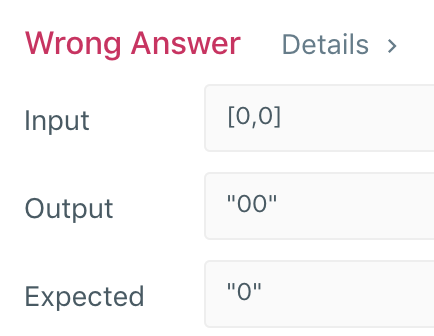 Wrong Answer Details >
Input [0,0]
Output "00"
Expected "0"